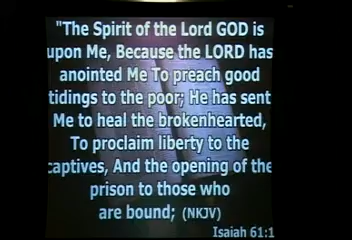 "The Spirit of the Lord GOD is
upon Me, Because the LORD has
anointed Me To preach good
tidings to the poor; He has sent
Me to heal the brokenhearted,
To proclaim liberty to the
captives, And the opening of the
prison to those who
are bound; (NKJV)
Isaiah 61:1